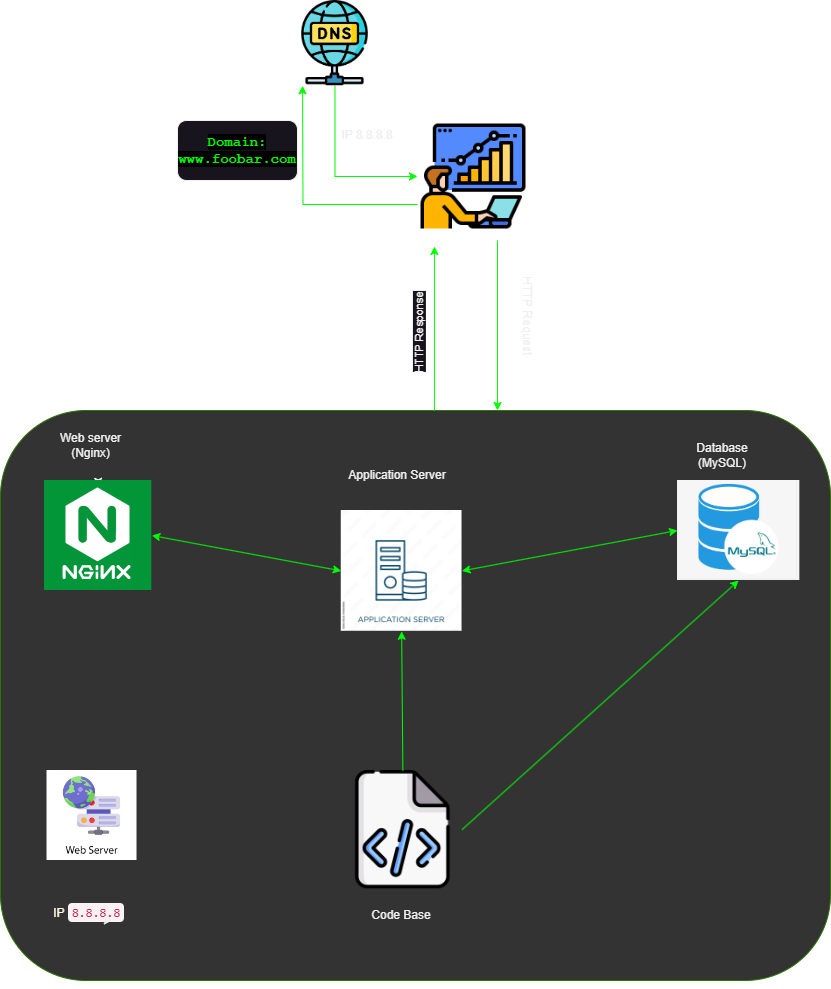 DNS
IP 8.8.8.8
Domain:
www.foobar.com
HTTP Response
HTTP Request
Web server
(Nginx)
Application Server
Database
(MySQL)
NGINX
MySQL
APPLICATION SERVER
Web Server
IP 8.8.8.8
Code Base